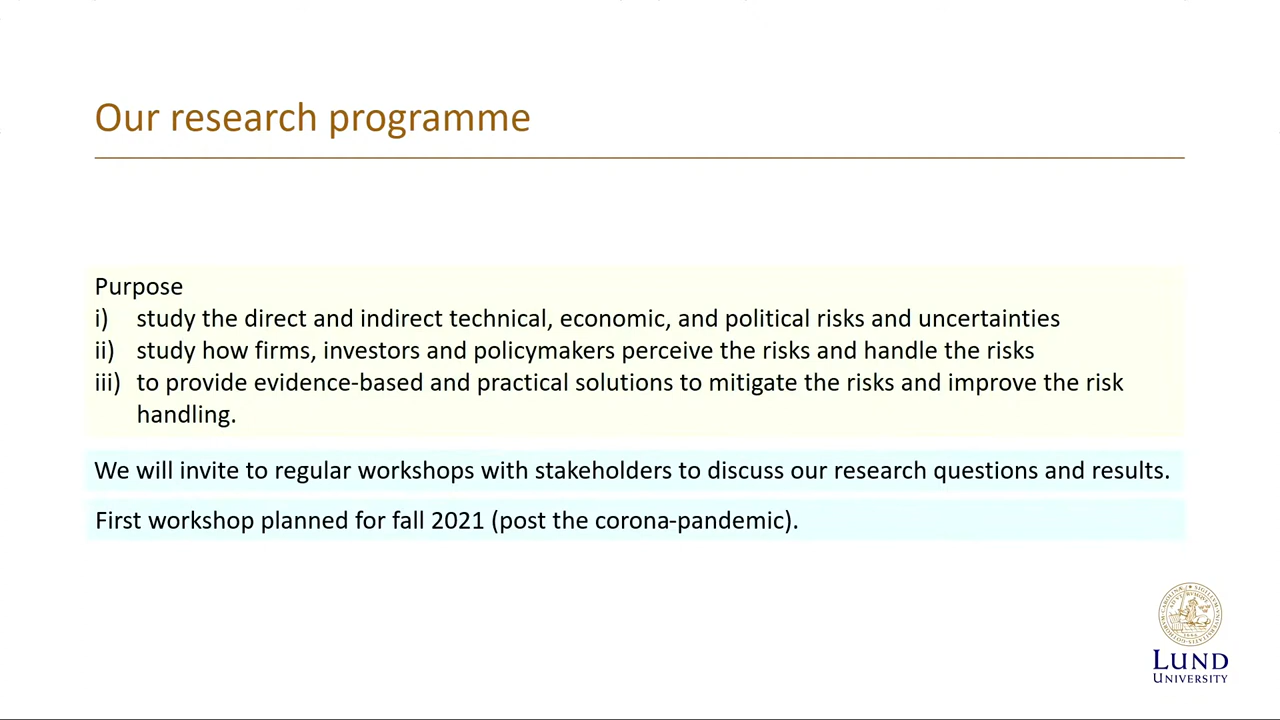 Our research programme
Purpose
i) study the direct and indirect technical, economic, and political risks and uncertainties
ii) study how firms, investors and policymakers perceive the risks and handle the risks
iii) to provide evidence-based and practical solutions to mitigate the risks and improve the risk
handling.
We will invite to regular workshops with stakeholders to discuss our research questions and results.
First workshop planned for fall 2021 (post the corona-pandemic).
LUND
UNIVERSITY